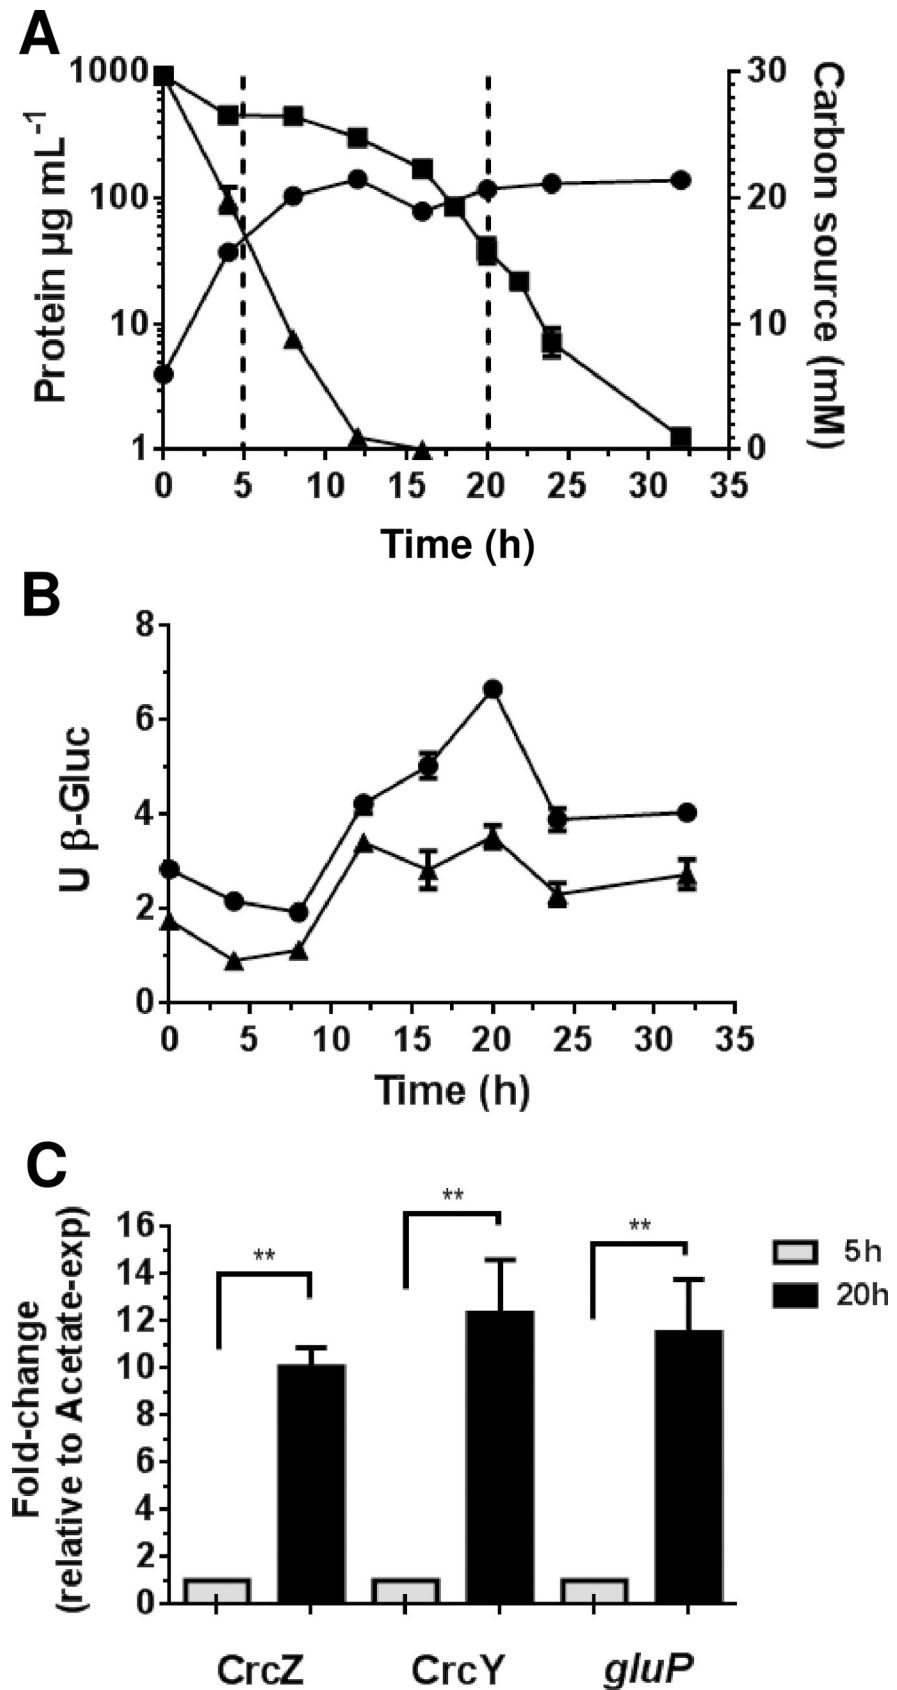 A
Protein µg mL⁻¹
1000
100
10
1
30
20
10
0
Carbon source (mM)
0 5 10 15 20 25 30 35
Time (h)
B
U β-Gluc
8
6
4
2
0
0 5 10 15 20 25 30 35
Time (h)
C
Fold-change
(relative to Acetate-exp)
16
14
12
10
8
6
4
2
0
**
**
**
5h
20h
CrcZ CrcY gluP